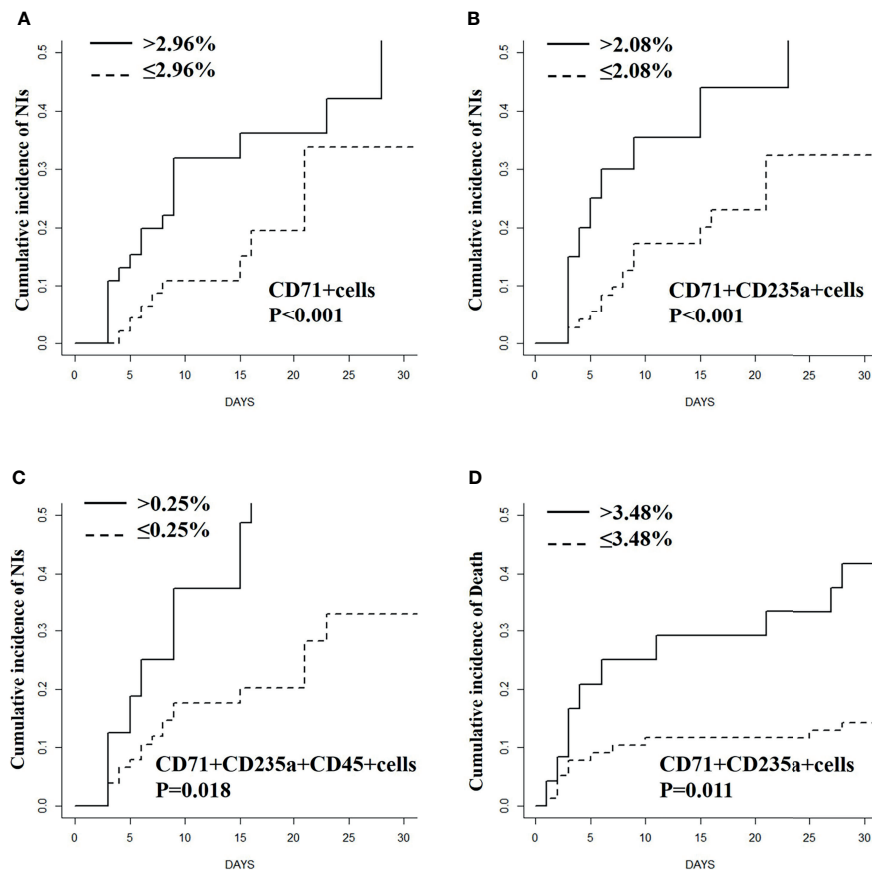 A
>2.96%
≤2.96%
Cumulative incidence of NIs
0.5
0.4
0.3
0.2
0.1
0.0
CD71+cells
P<0.001
0 5 10 15 20 25 30
DAYS
B
>2.08%
≤2.08%
Cumulative incidence of NIs
0.5
0.4
0.3
0.2
0.1
0.0
CD71+CD235a+cells
P<0.001
0 5 10 15 20 25 30
DAYS
C
>0.25%
≤0.25%
Cumulative incidence of NIs
0.5
0.4
0.3
0.2
0.1
0.0
CD71+CD235a+CD45+cells
P=0.018
0 5 10 15 20 25 30
DAYS
D
>3.48%
≤3.48%
Cumulative incidence of Death
0.5
0.4
0.3
0.2
0.1
0.0
CD71+CD235a+cells
P=0.011
0 5 10 15 20 25 30
DAYS